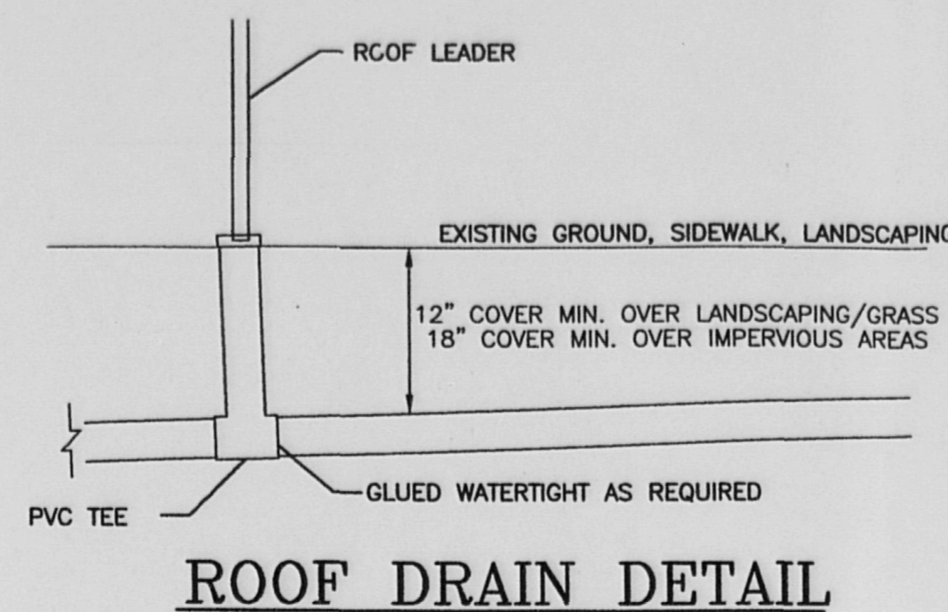 ROOF LEADER
EXISTING GROUND, SIDEWALK, LANDSCAPING
12" COVER MIN. OVER LANDSCAPING/GRASS
18" COVER MIN. OVER IMPERVIOUS AREAS
GLUED WATERTIGHT AS REQUIRED
PVC TEE
ROOF DRAIN DETAIL